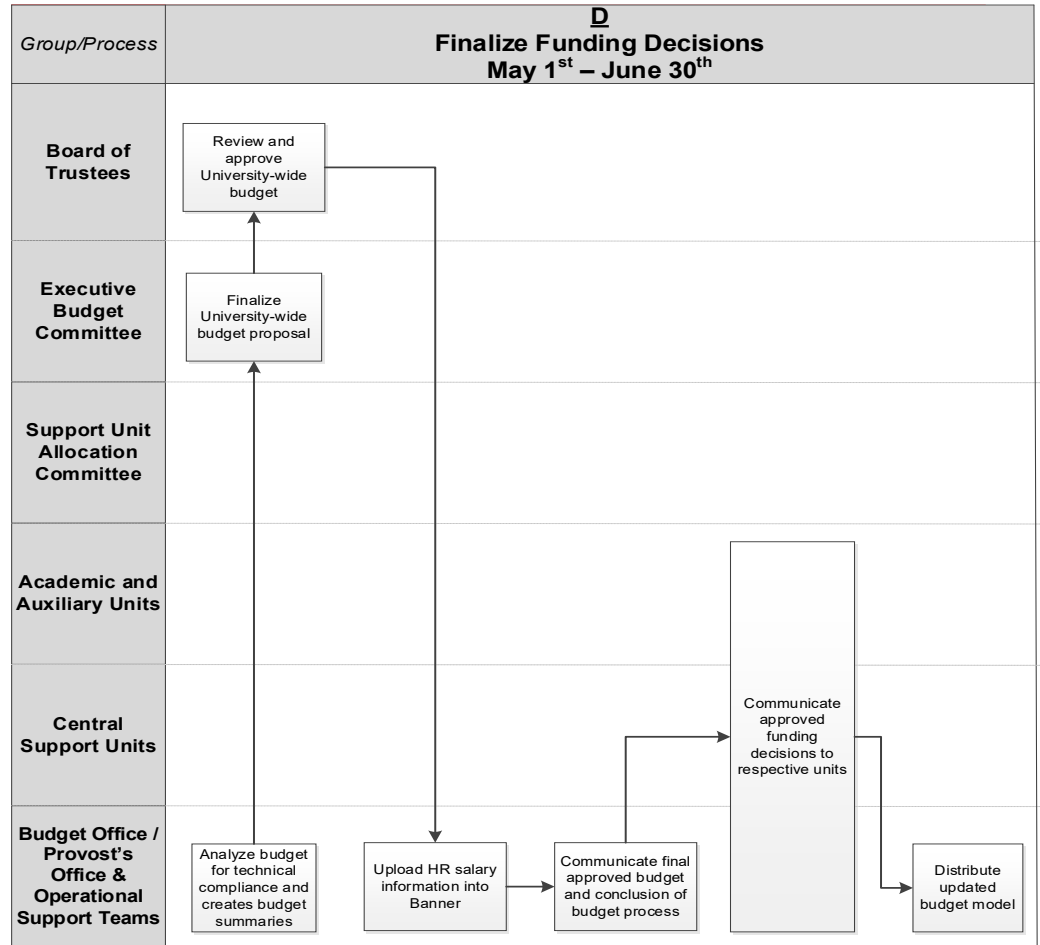 Group/Process
D
Finalize Funding Decisions
May 1st – June 30th
Board of
Trustees
Review and
approve
University-wide
budget
Executive
Budget
Committee
Finalize
University-wide
budget proposal
Support Unit
Allocation
Committee
Academic and
Auxiliary Units
Central
Support Units
Communicate
approved
funding
decisions to
respective units
Budget Office /
Provost’s
Office &
Operational
Support Teams
Analyze budget
for technical
compliance and
creates budget
summaries
Upload HR salary
information into
Banner
Communicate final
approved budget
and conclusion of
budget process
Distribute
updated
budget model